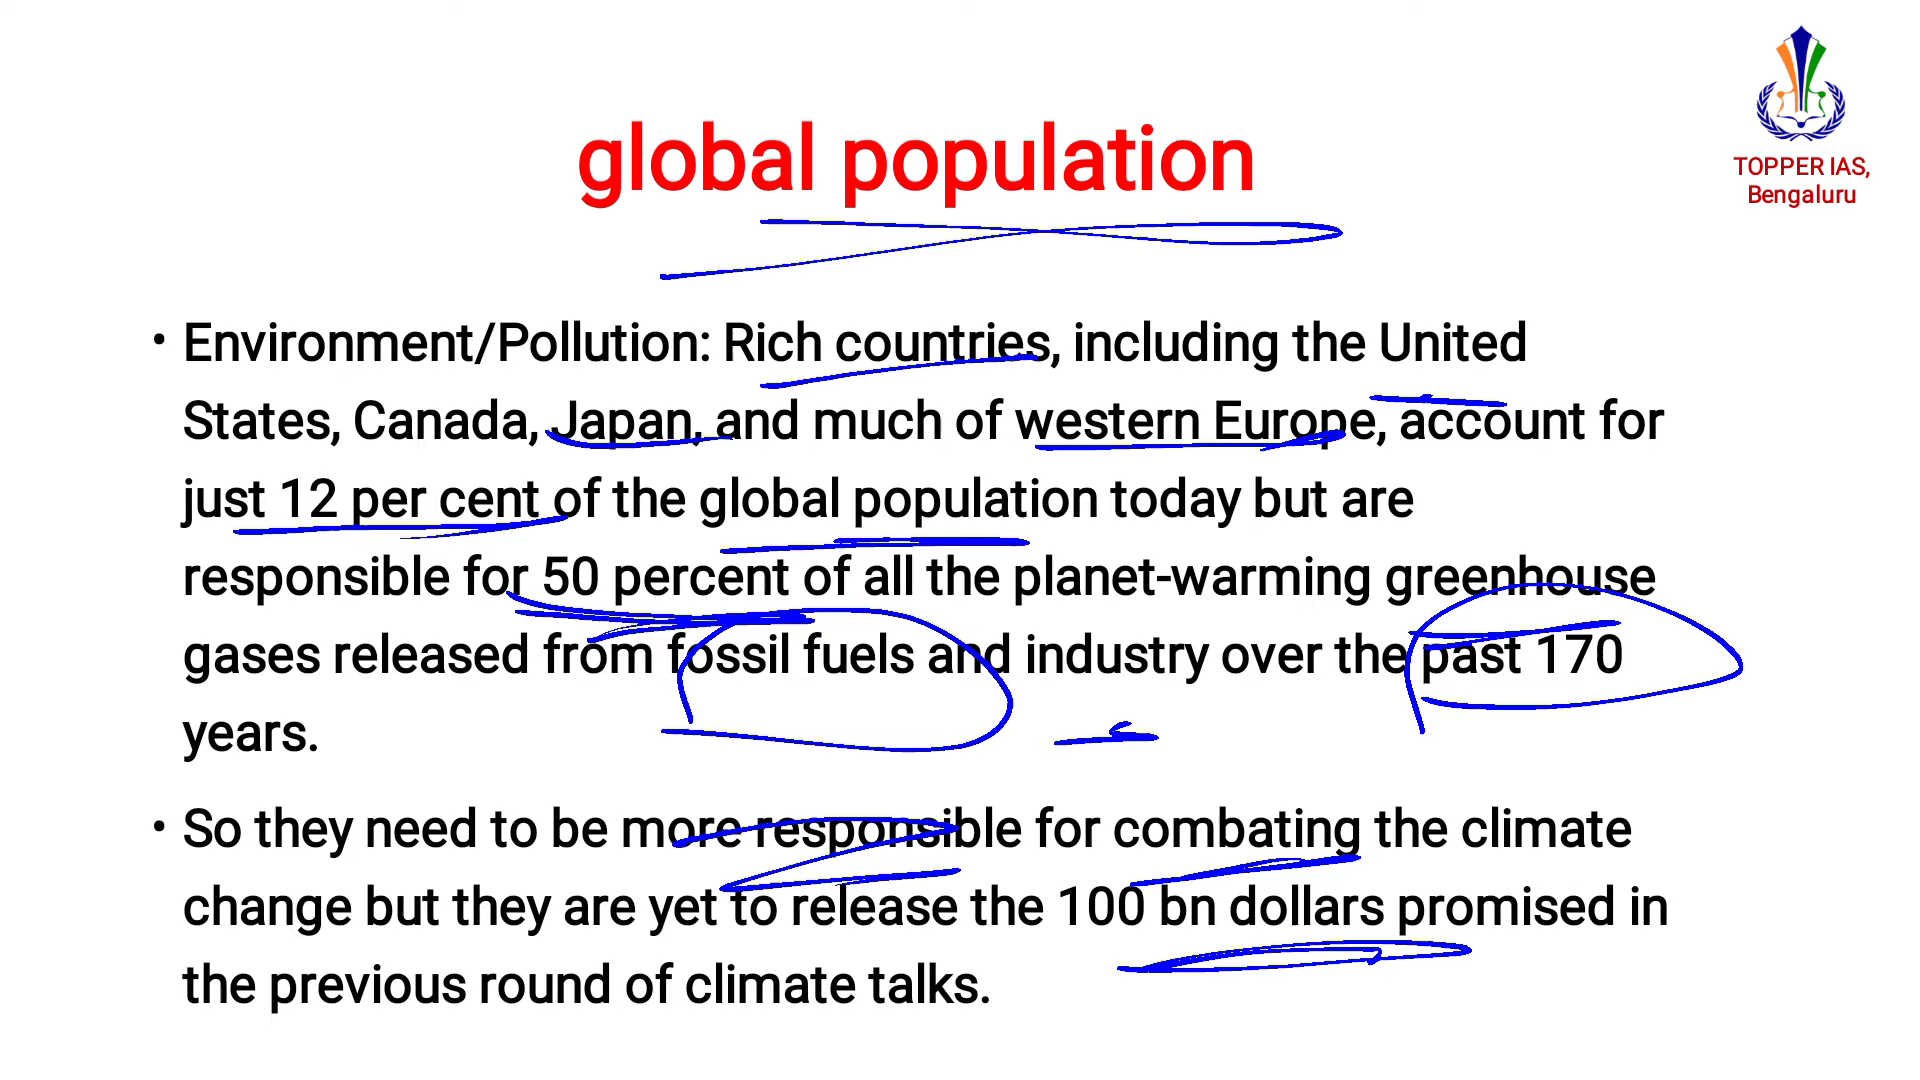 TOPPER IAS,
Bengaluru
global population
• Environment/Pollution: Rich countries, including the United
States, Canada, Japan, and much of western Europe, account for
just 12 per cent of the global population today but are
responsible for 50 percent of all the planet-warming greenhouse
gases released from fossil fuels and industry over the past 170
years.
• So they need to be more responsible for combating the climate
change but they are yet to release the 100 bn dollars promised in
the previous round of climate talks.